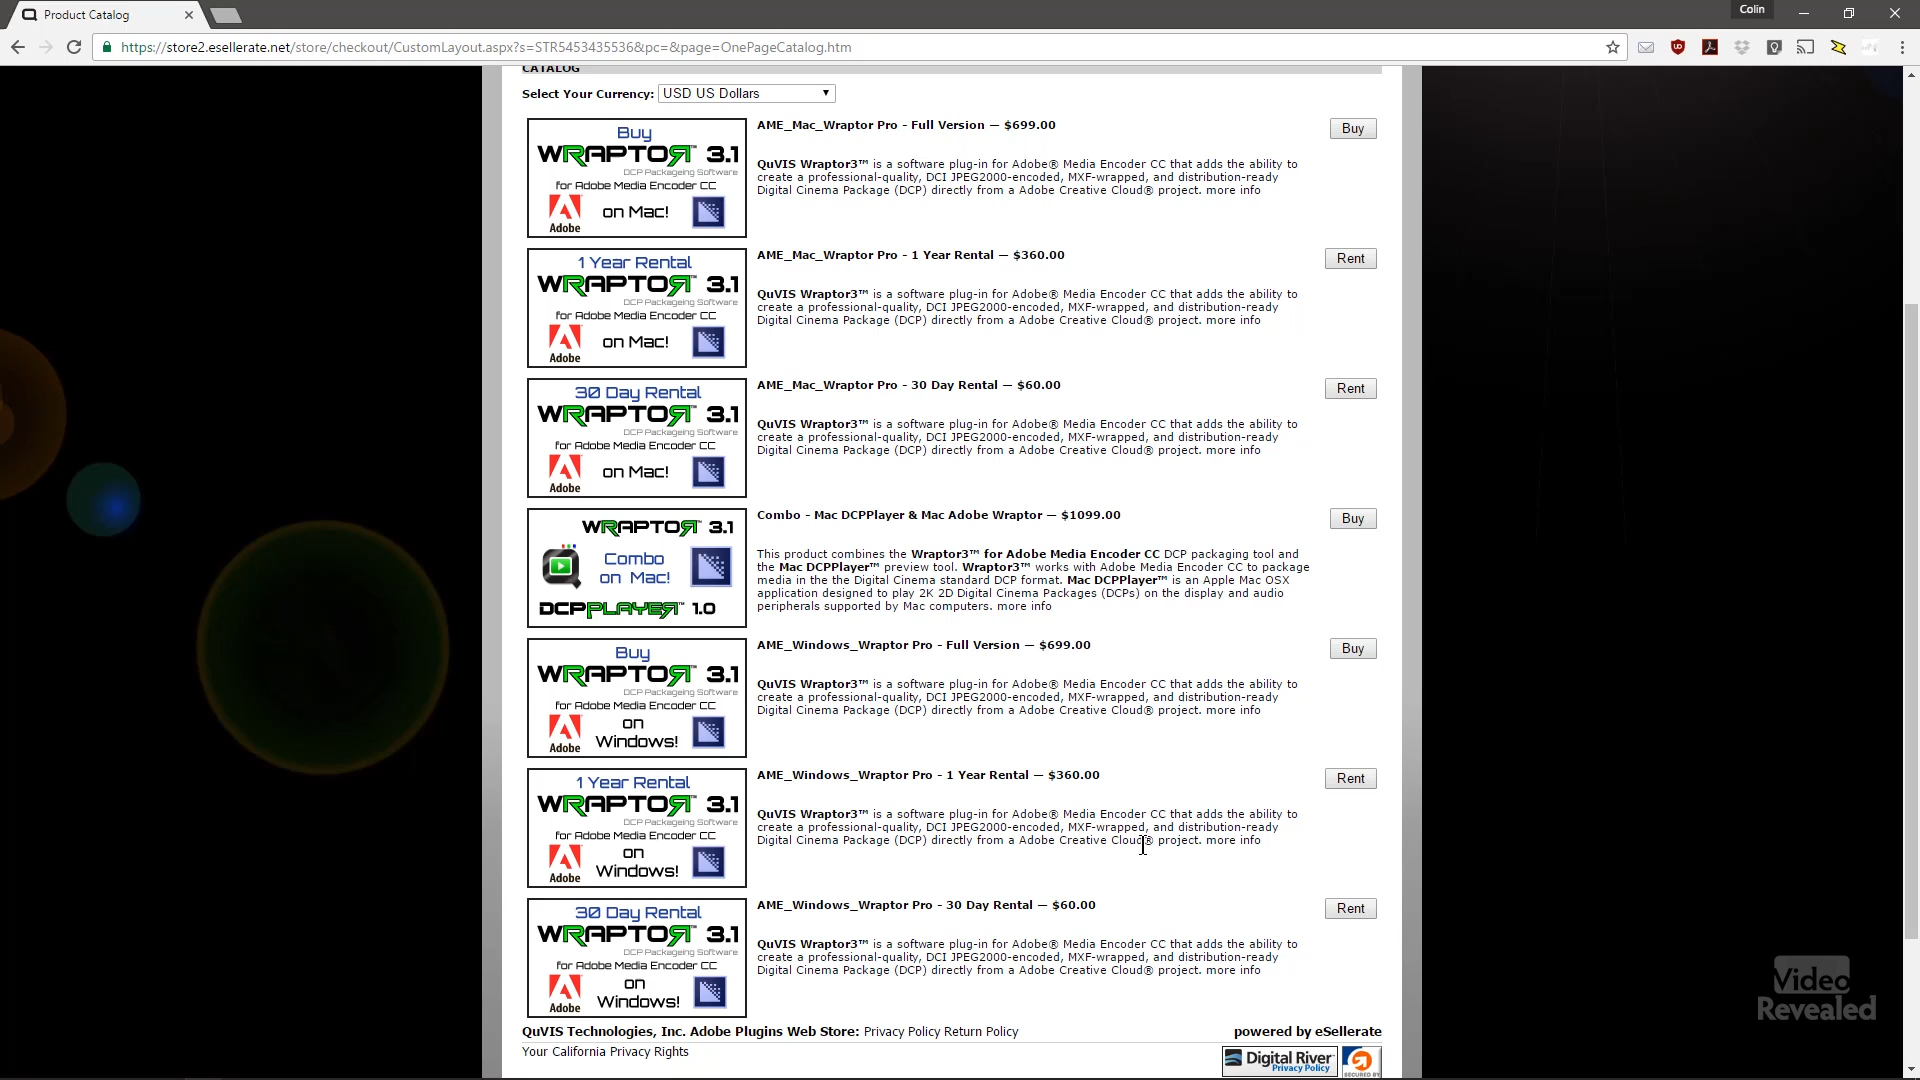 Product Catalog
Colin
https://store2.esellerate.net/store/checkout/CustomLayout.aspx?s=STR5453435536&pc=&page=OnePageCatalog.htm
CATALOG
Select Your Currency: USD US Dollars
Buy
WRAPTOR™ 3.1
DCP Packageing Software
for Adobe Media Encoder CC
Adobe
on Mac!
AME_Mac_Wraptor Pro - Full Version — $699.00
Buy
QuVIS Wraptor3™ is a software plug-in for Adobe® Media Encoder CC that adds the ability to
create a professional-quality, DCI JPEG2000-encoded, MXF-wrapped, and distribution-ready
Digital Cinema Package (DCP) directly from a Adobe Creative Cloud® project. more info
1 Year Rental
WRAPTOR™ 3.1
DCP Packageing Software
for Adobe Media Encoder CC
Adobe
on Mac!
AME_Mac_Wraptor Pro - 1 Year Rental — $360.00
Rent
QuVIS Wraptor3™ is a software plug-in for Adobe® Media Encoder CC that adds the ability to
create a professional-quality, DCI JPEG2000-encoded, MXF-wrapped, and distribution-ready
Digital Cinema Package (DCP) directly from a Adobe Creative Cloud® project. more info
30 Day Rental
WRAPTOR™ 3.1
DCP Packageing Software
for Adobe Media Encoder CC
Adobe
on Mac!
AME_Mac_Wraptor Pro - 30 Day Rental — $60.00
Rent
QuVIS Wraptor3™ is a software plug-in for Adobe® Media Encoder CC that adds the ability to
create a professional-quality, DCI JPEG2000-encoded, MXF-wrapped, and distribution-ready
Digital Cinema Package (DCP) directly from a Adobe Creative Cloud® project. more info
WRAPTOR™ 3.1
Combo
on Mac!
DCPPLAYER™ 1.0
Combo - Mac DCPPlayer & Mac Adobe Wraptor — $1099.00
Buy
This product combines the Wraptor3™ for Adobe Media Encoder CC DCP packaging tool and
the Mac DCPPlayer™ preview tool. Wraptor3™ works with Adobe Media Encoder CC to package
media in the the Digital Cinema standard DCP format. Mac DCPPlayer™ is an Apple Mac OSX
application designed to play 2K 2D Digital Cinema Packages (DCPs) on the display and audio
peripherals supported by Mac computers. more info
Buy
WRAPTOR™ 3.1
DCP Packageing Software
for Adobe Media Encoder CC
Adobe
on
Windows!
AME_Windows_Wraptor Pro - Full Version — $699.00
Buy
QuVIS Wraptor3™ is a software plug-in for Adobe® Media Encoder CC that adds the ability to
create a professional-quality, DCI JPEG2000-encoded, MXF-wrapped, and distribution-ready
Digital Cinema Package (DCP) directly from a Adobe Creative Cloud® project. more info
1 Year Rental
WRAPTOR™ 3.1
DCP Packageing Software
for Adobe Media Encoder CC
Adobe
on
Windows!
AME_Windows_Wraptor Pro - 1 Year Rental — $360.00
Rent
QuVIS Wraptor3™ is a software plug-in for Adobe® Media Encoder CC that adds the ability to
create a professional-quality, DCI JPEG2000-encoded, MXF-wrapped, and distribution-ready
Digital Cinema Package (DCP) directly from a Adobe Creative Cloud® project. more info
30 Day Rental
WRAPTOR™ 3.1
DCP Packageing Software
for Adobe Media Encoder CC
Adobe
on
Windows!
AME_Windows_Wraptor Pro - 30 Day Rental — $60.00
Rent
QuVIS Wraptor3™ is a software plug-in for Adobe® Media Encoder CC that adds the ability to
create a professional-quality, DCI JPEG2000-encoded, MXF-wrapped, and distribution-ready
Digital Cinema Package (DCP) directly from a Adobe Creative Cloud® project. more info
QuVIS Technologies, Inc. Adobe Plugins Web Store: Privacy Policy Return Policy
powered by eSellerate
Your California Privacy Rights
Digital River
Privacy Policy
Video
Revealed